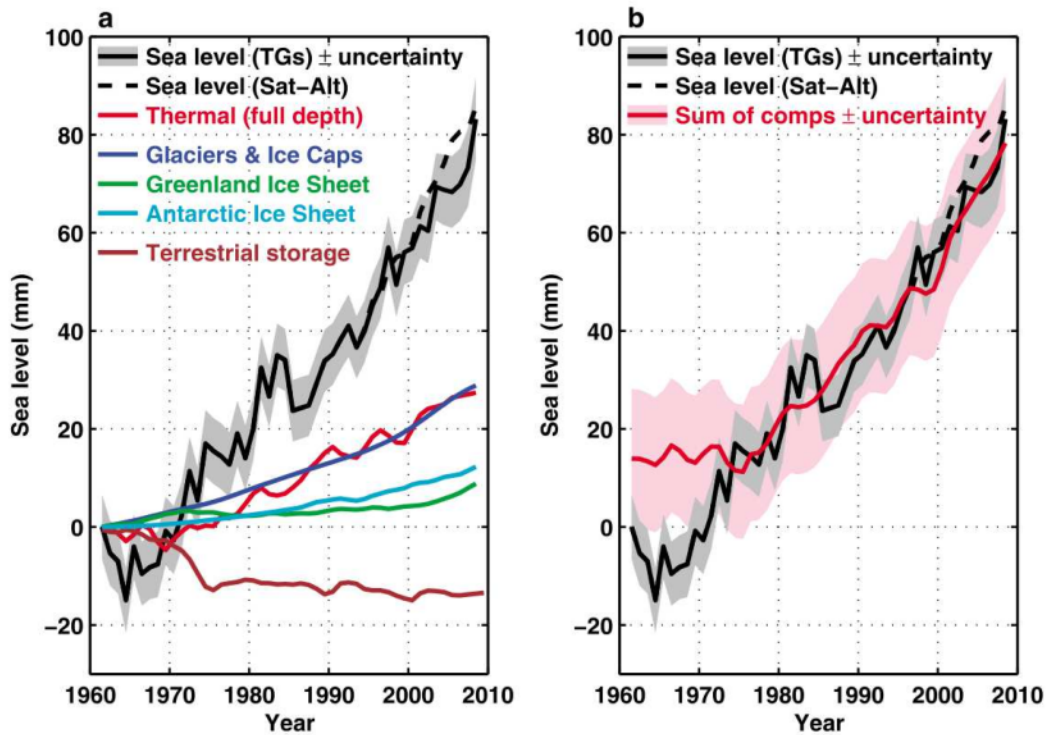 a
Sea level (TGs) ± uncertainty
Sea level (Sat-Alt)
Thermal (full depth)
Glaciers & Ice Caps
Greenland Ice Sheet
Antarctic Ice Sheet
Terrestrial storage
100
80
60
40
20
0
−20
Sea level (mm)
1960 1970 1980 1990 2000 2010
Year
b
Sea level (TGs) ± uncertainty
Sea level (Sat-Alt)
Sum of comps ± uncertainty
100
80
60
40
20
0
−20
Sea level (mm)
1960 1970 1980 1990 2000 2010
Year